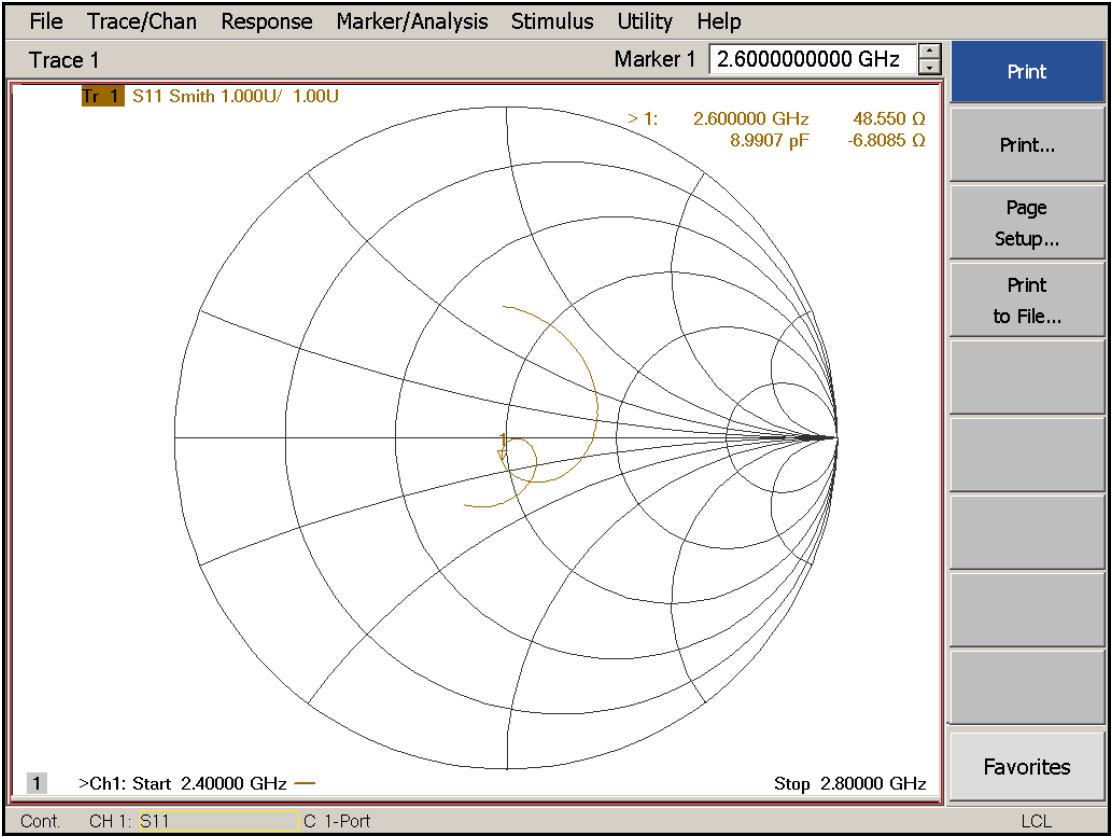 File Trace/Chan Response Marker/Analysis Stimulus Utility Help
Trace 1 Marker 1 2.6000000000 GHz
Print
Tr 1 S11 Smith 1.000U/ 1.00U
> 1: 2.600000 GHz 48.550 Ω
8.9907 pF -6.8085 Ω
Print...
Page
Setup...
Print
to File...
1
1 >Ch1: Start 2.40000 GHz Stop 2.80000 GHz
Favorites
Cont. CH 1: S11 C 1-Port LCL